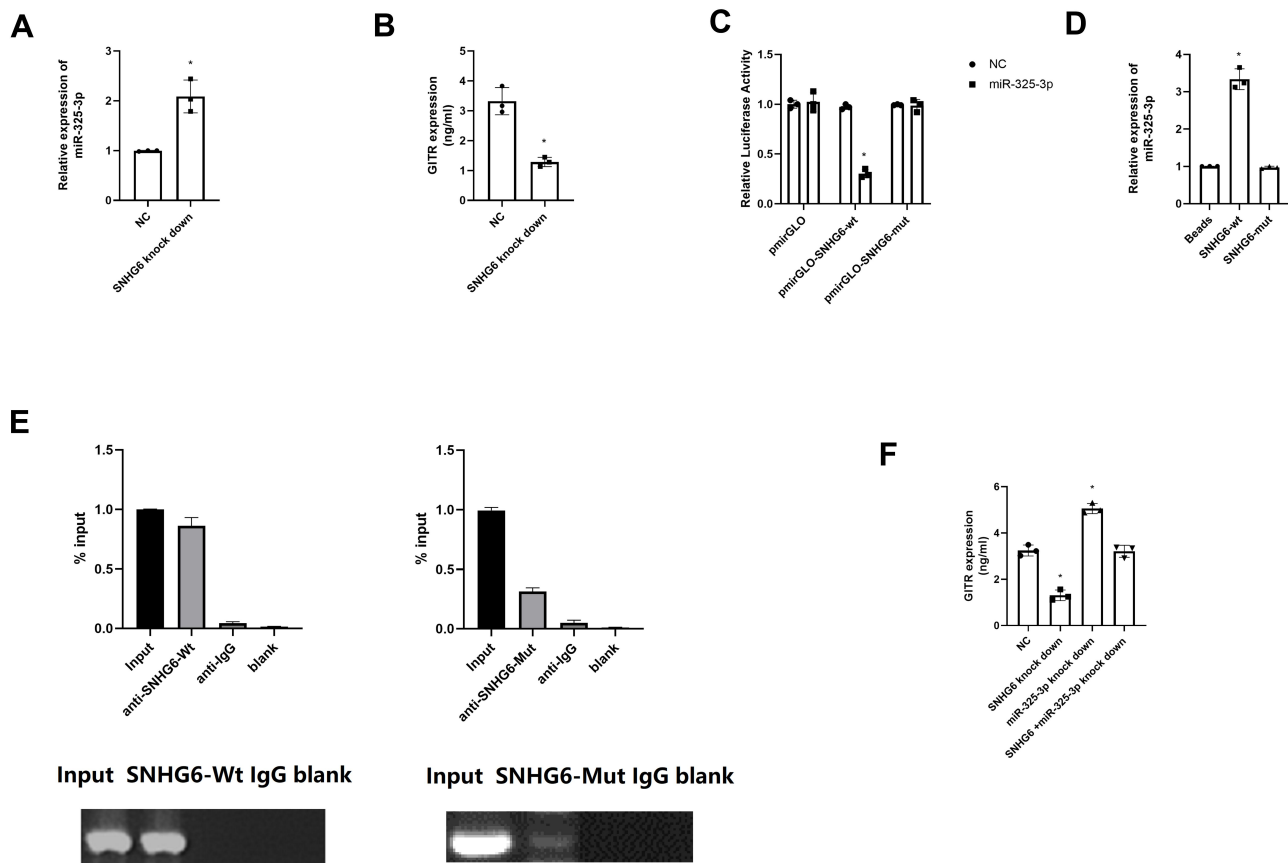 A
Relative expression of
miR-325-3p
3
2
1
0
*
NC
SNHG6 knock down
B
GITR expression
(ng/ml)
5
4
3
2
1
0
*
NC
SNHG6 knock down
C
Relative Luciferase Activity
1.5
1.0
0.5
0.0
*
pmirGLO
pmirGLO-SNHG6-wt
pmirGLO-SNHG6-mut
NC
miR-325-3p
D
Relative expression of
miR-325-3p
4
3
2
1
0
*
Beads
SNHG6-wt
SNHG6-mut
E
% input
1.5
1.0
0.5
0.0
Input
anti-SNHG6-Wt
anti-IgG
blank
% input
1.5
1.0
0.5
0.0
Input
anti-SNHG6-Mut
anti-IgG
blank
Input SNHG6-Wt IgG blank
Input SNHG6-Mut IgG blank
F
GITR expression
(ng/ml)
6
4
2
0
*
*
NC
SNHG6 knock down
miR-325-3p knock down
SNHG6 +miR-325-3p knock down